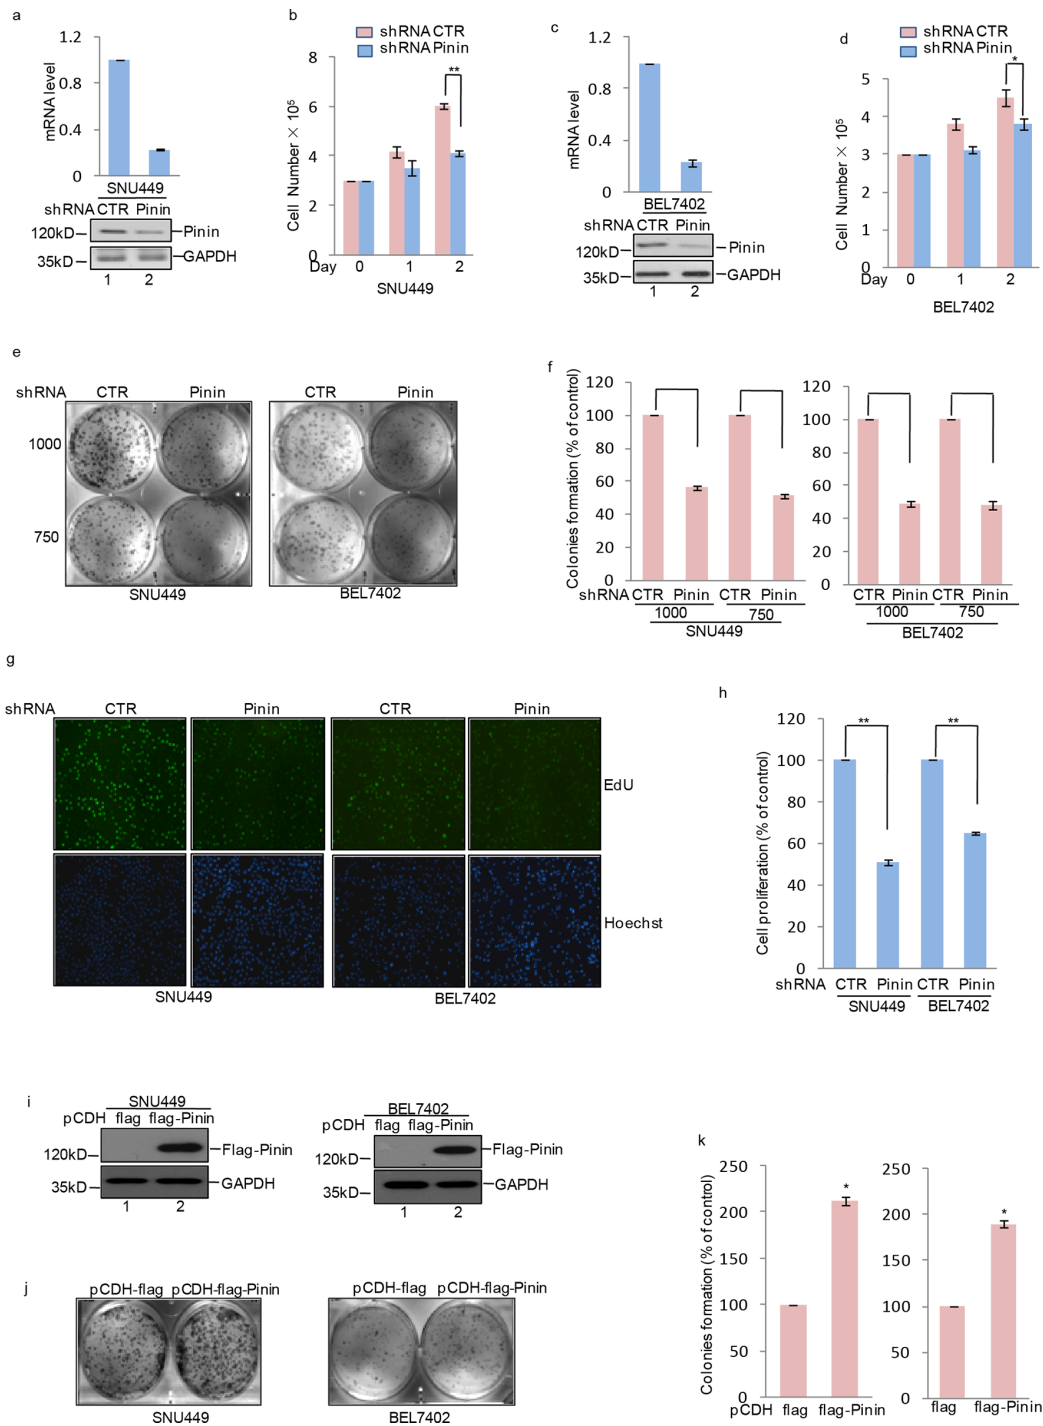 a
1.2
0.8
0.4
0
mRNA level
SNU449
shRNA CTR Pinin
120kD
Pinin
35kD
GAPDH
1 2
b
shRNA CTR
shRNA Pinin
8
6
4
2
0
Cell Number × 10⁵
**
Day 0 1 2
SNU449
c
1.2
0.8
0.4
0
mRNA level
BEL7402
shRNA CTR Pinin
120kD
Pinin
35kD
GAPDH
1 2
d
shRNA CTR
shRNA Pinin
5
4
3
2
1
0
Cell Number × 10⁵
*
Day 0 1 2
BEL7402
e
shRNA CTR Pinin CTR Pinin
1000
750
SNU449 BEL7402
f
120
100
80
60
40
20
0
Colonies formation (% of control)
shRNA CTR Pinin CTR Pinin
1000 750
SNU449
120
100
80
60
40
20
0
CTR Pinin CTR Pinin
1000 750
BEL7402
g
shRNA CTR Pinin CTR Pinin
EdU
Hoechst
SNU449 BEL7402
h
120
100
80
60
40
20
0
Cell proliferation (% of control)
** **
shRNA CTR Pinin CTR Pinin
SNU449 BEL7402
i
SNU449
pCDH flag flag-Pinin
120kD
Flag-Pinin
35kD
GAPDH
1 2
BEL7402
pCDH flag flag-Pinin
120kD
Flag-Pinin
35kD
GAPDH
1 2
j
pCDH-flag pCDH-flag-Pinin
SNU449
pCDH-flag pCDH-flag-Pinin
BEL7402
k
250
200
150
100
50
0
Colonies formation (% of control)
*
pCDH flag flag-Pinin
250
200
150
100
50
0
*
flag flag-Pinin